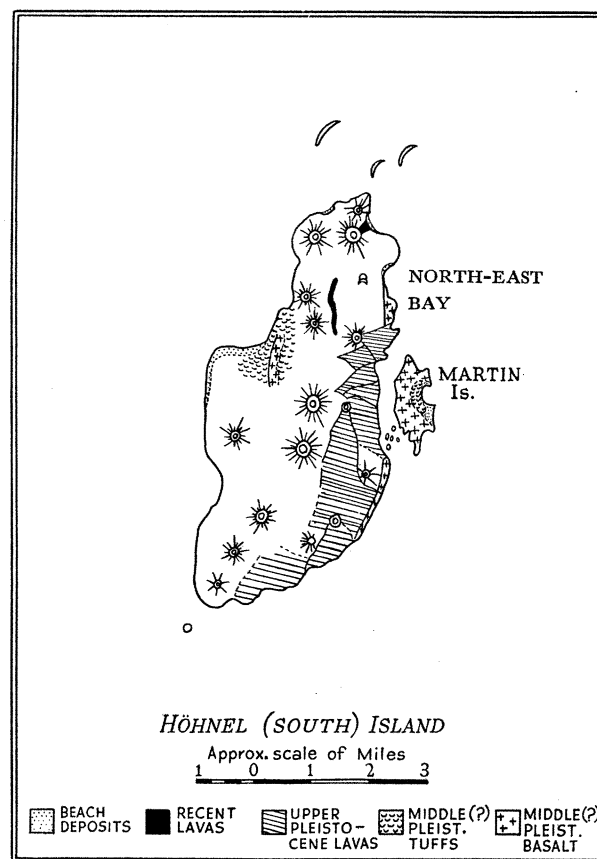 NORTH-EAST
BAY
MARTIN
Is.
HÖHNEL (SOUTH) ISLAND
Approx. scale of Miles
1 0 1 2 3
BEACH
DEPOSITS
RECENT
LAVAS
UPPER
PLEISTO-
CENE LAVAS
MIDDLE(?)
PLEIST.
TUFFS
MIDDLE(?)
PLEIST.
BASALT